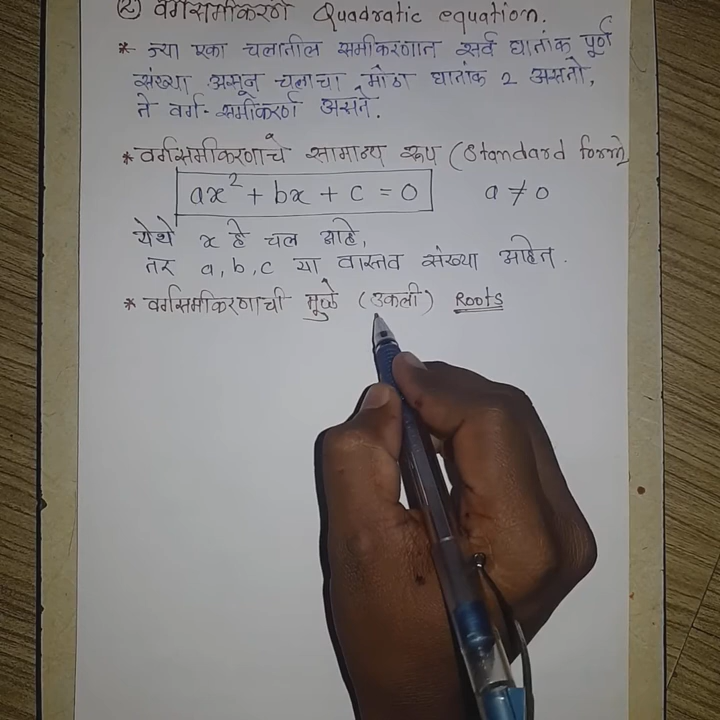 ② वर्गसमीकरणे Quadratic equation.
* ज्या एका चलातील समीकरणात सर्व घातांक पूर्ण
संख्या असून चलाचा मोठा घातांक 2 असतो,
ते वर्ग-समीकरण असते.
* वर्गसमीकरणाचे सामान्य रूप (Standard form)
ax² + bx + c = 0 a ≠ 0
येथे x हे चल आहे,
तर a, b, c या वास्तव संख्या आहेत.
* वर्गसमीकरणाची मूळे (उकली) Roots